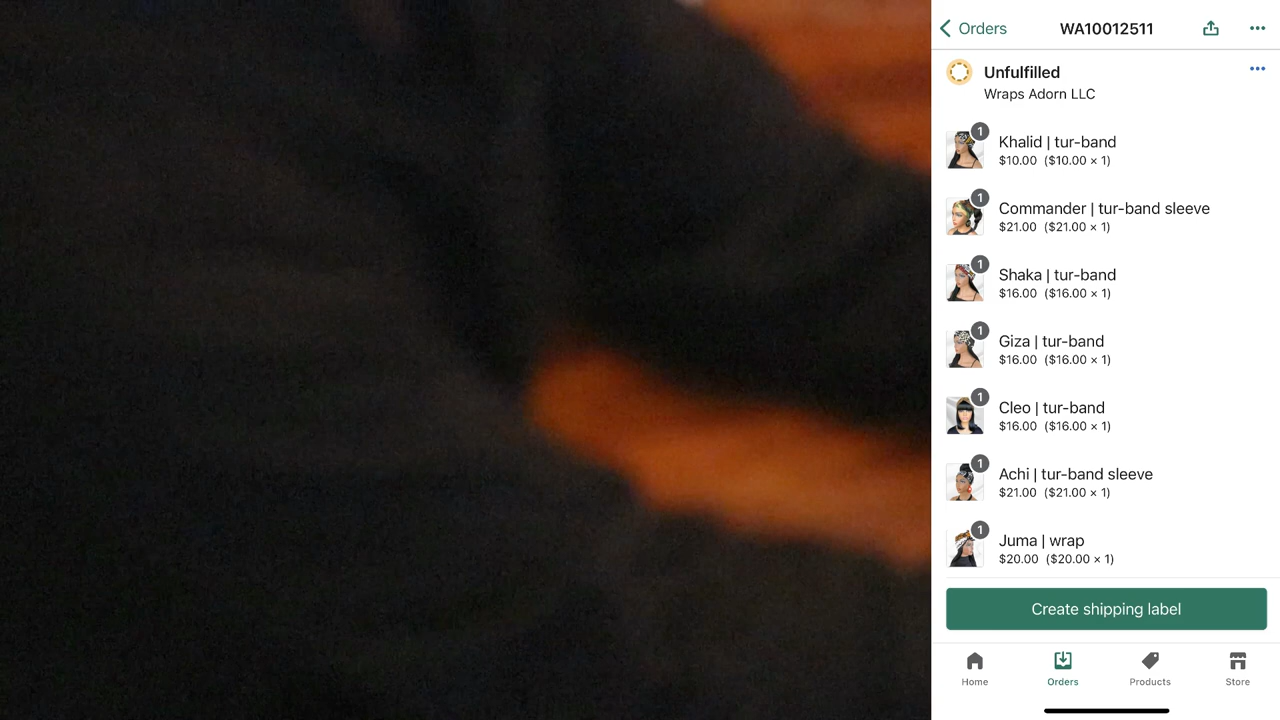 Orders
WA10012511
Unfulfilled
Wraps Adorn LLC
1
Khalid | tur-band
$10.00 ($10.00 × 1)
1
Commander | tur-band sleeve
$21.00 ($21.00 × 1)
1
Shaka | tur-band
$16.00 ($16.00 × 1)
1
Giza | tur-band
$16.00 ($16.00 × 1)
1
Cleo | tur-band
$16.00 ($16.00 × 1)
1
Achi | tur-band sleeve
$21.00 ($21.00 × 1)
1
Juma | wrap
$20.00 ($20.00 × 1)
Create shipping label
Home Orders Products Store